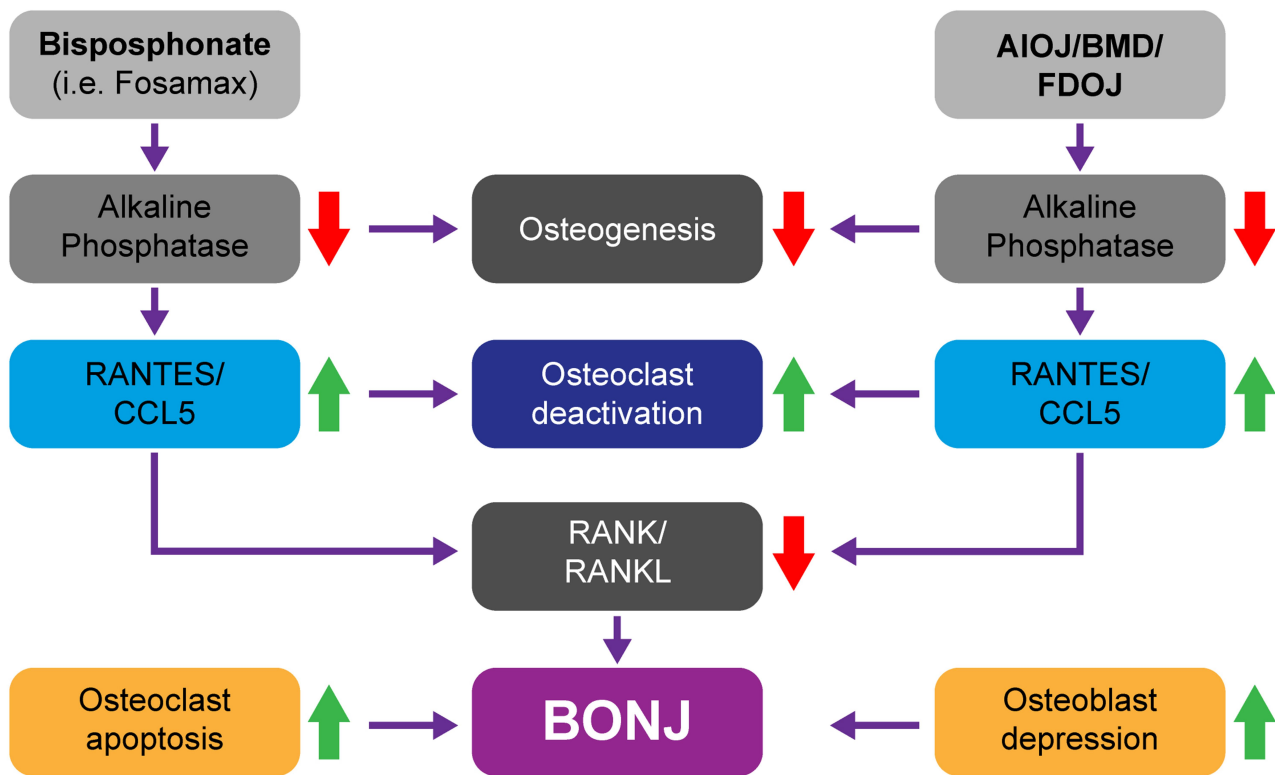 Bisposphonate
(i.e. Fosamax)
AIOJ/BMD/
FDOJ
Alkaline
Phosphatase
Osteogenesis
Alkaline
Phosphatase
RANTES/
CCL5
Osteoclast
deactivation
RANTES/
CCL5
RANK/
RANKL
Osteoclast
apoptosis
BONJ
Osteoblast
depression